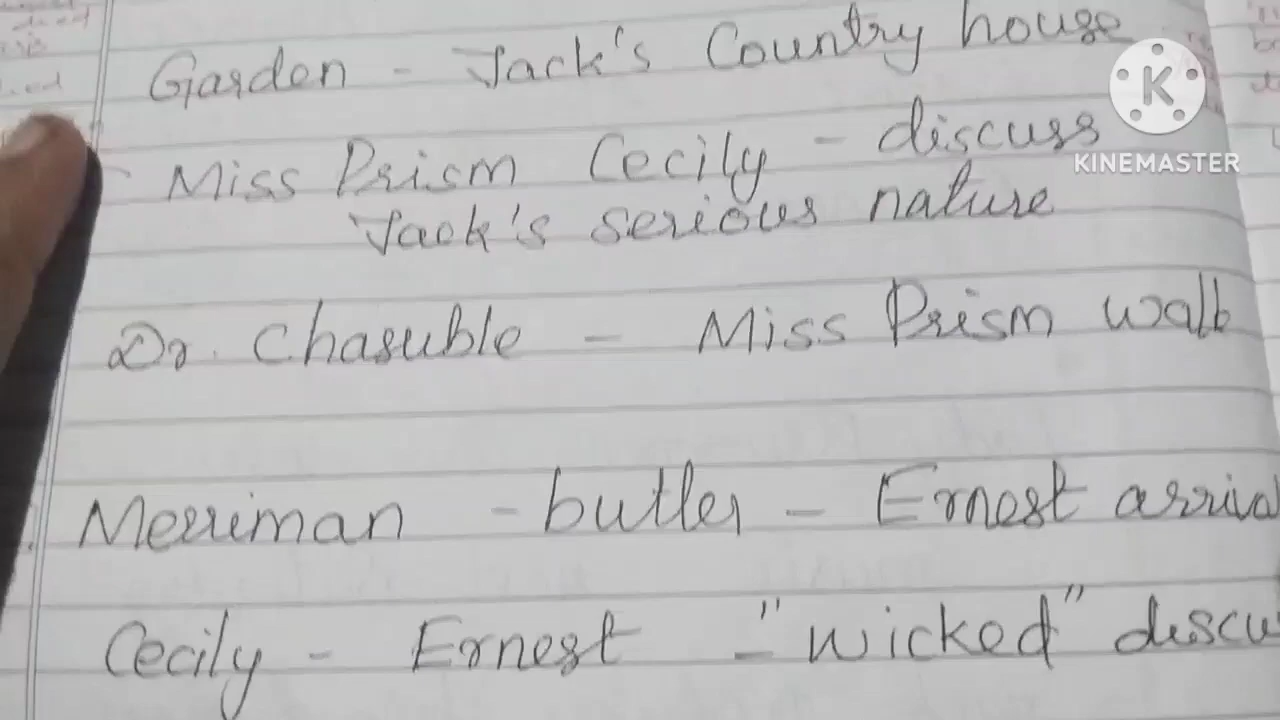 Garden - Jack's Country house
Miss Prism Cecily - discuss
Jack's serious nature
Dr. Chasuble - Miss Prism walk
Merriman - butler - Ernest arrival
Cecily - Ernest - "wicked" discu
K
KINEMASTER